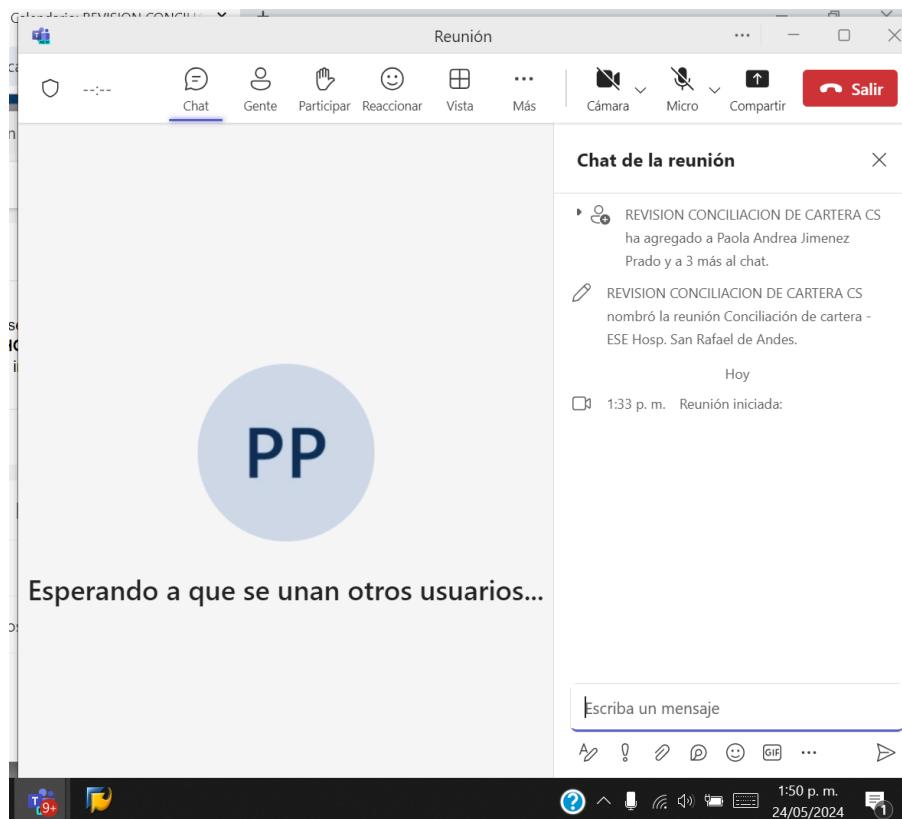 Reunión
--:--
Chat
Gente
Participar
Reaccionar
Vista
Más
Cámara
Micro
Compartir
Salir
Chat de la reunión
REVISION CONCILIACION DE CARTERA CS
ha agregado a Paola Andrea Jimenez
Prado y a 3 más al chat.
REVISION CONCILIACION DE CARTERA CS
nombró la reunión Conciliación de cartera -
ESE Hosp. San Rafael de Andes.
Hoy
1:33 p. m. Reunión iniciada:
PP
Esperando a que se unan otros usuarios...
Escriba un mensaje
GIF
T
9+
1:50 p. m.
24/05/2024
1